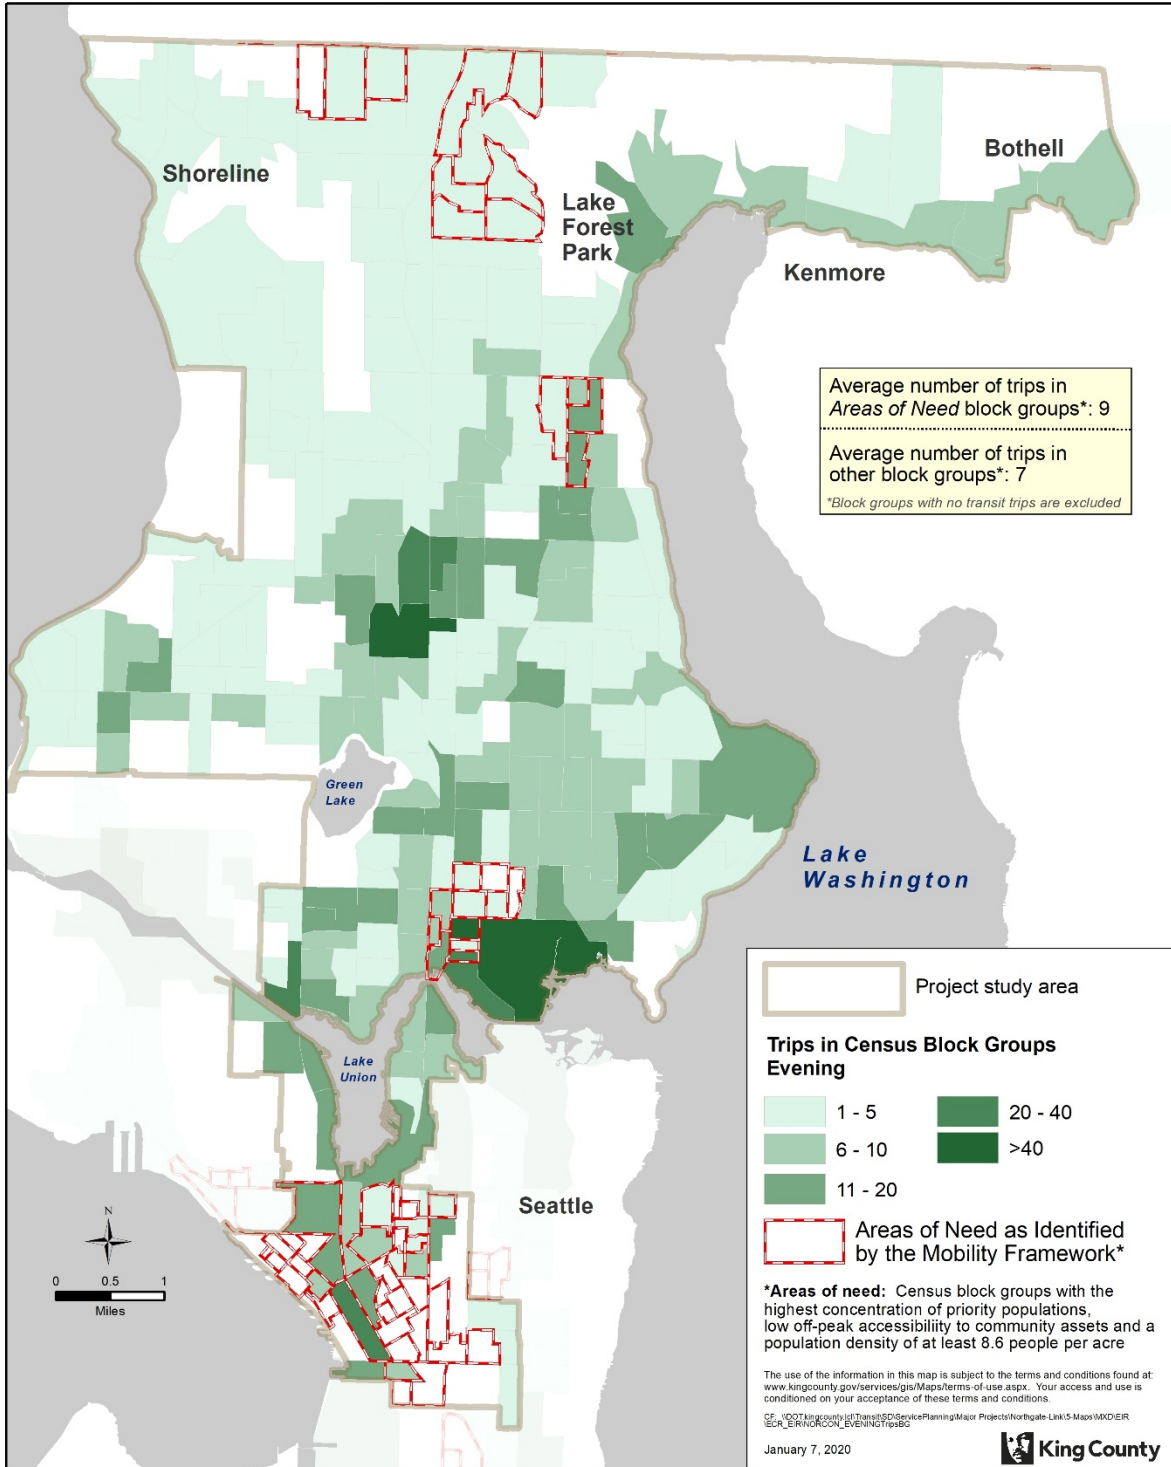 Shoreline
Bothell
Lake
Forest
Park
Kenmore
Average number of trips in
Areas of Need block groups*: 9
Average number of trips in
other block groups*: 7
*Block groups with no transit trips are excluded
Green
Lake
Lake
Washington
Lake
Union
Seattle
N
0 0.5 1
Miles
Project study area
Trips in Census Block Groups
Evening
1 - 5
20 - 40
6 - 10
>40
11 - 20
Areas of Need as Identified
by the Mobility Framework*
*Areas of need: Census block groups with the
highest concentration of priority populations,
low off-peak accessibiliity to community assets and a
population density of at least 8.6 people per acre
The use of the information in this map is subject to the terms and conditions found at:
www.kingcounty.gov/services/gis/Maps/terms-of-use.aspx. Your access and use is
conditioned on your acceptance of these terms and conditions.
January 7, 2020
King County